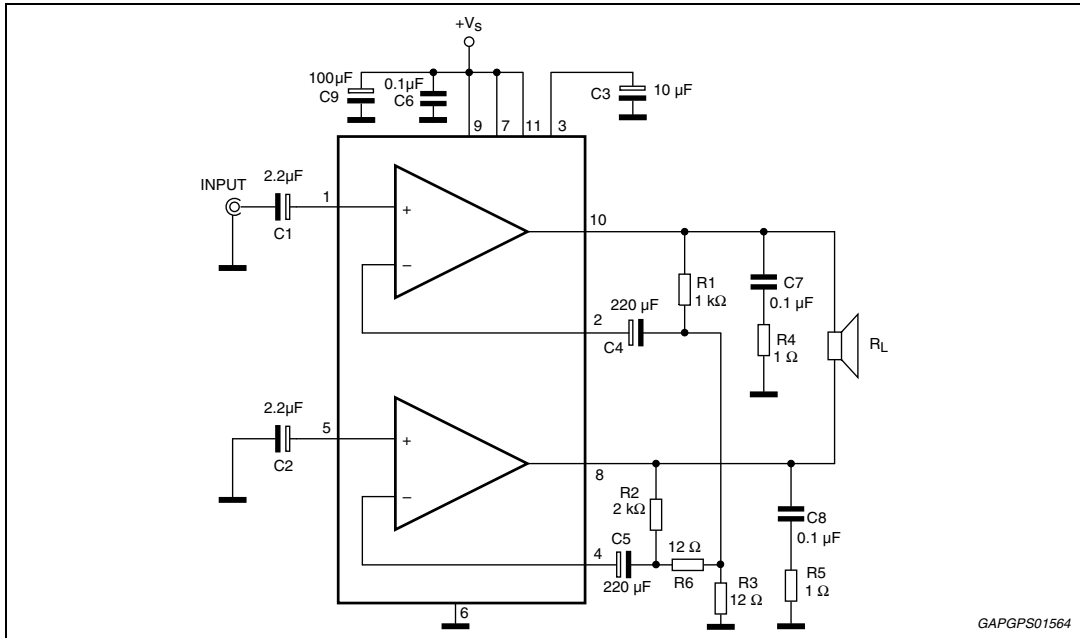 +VS
100µF
C9
0.1µF
C6
C3
10 µF
9
7
11
3
INPUT
2.2µF
C1
1
+
−
10
R1
1 kΩ
C7
0.1 µF
220 µF
2
C4
R4
1 Ω
RL
2.2µF
C2
5
+
−
8
R2
2 kΩ
C8
0.1 µF
C5
4
220 µF
12 Ω
R6
R3
12 Ω
R5
1 Ω
6
GAPGPS01564